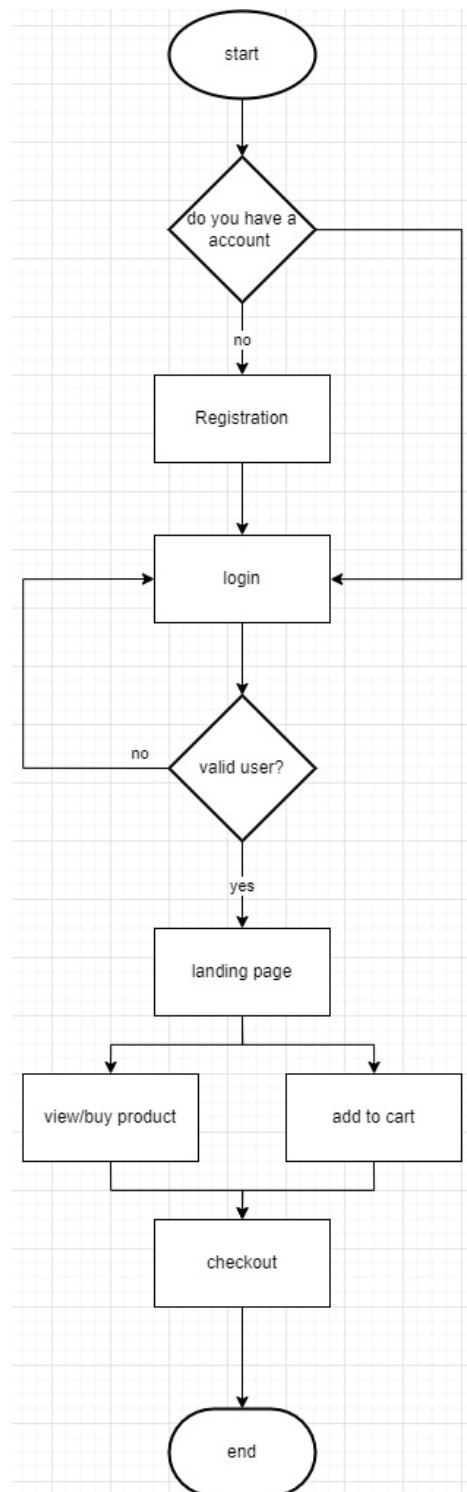 start
do you have a
account
no
Registration
login
no
valid user?
yes
landing page
view/buy product
add to cart
checkout
end